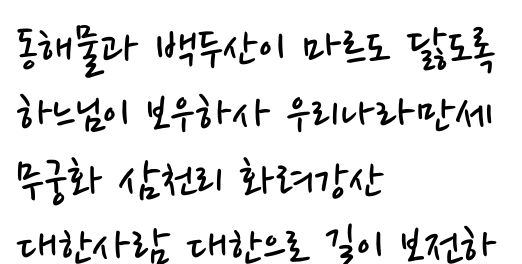 동해물과 백두산이 마르도 닳도록
하느님이 보우하사 우리나라만세
무궁화 삼천리 화려강산
대한사람 대한으로 길이 보전하